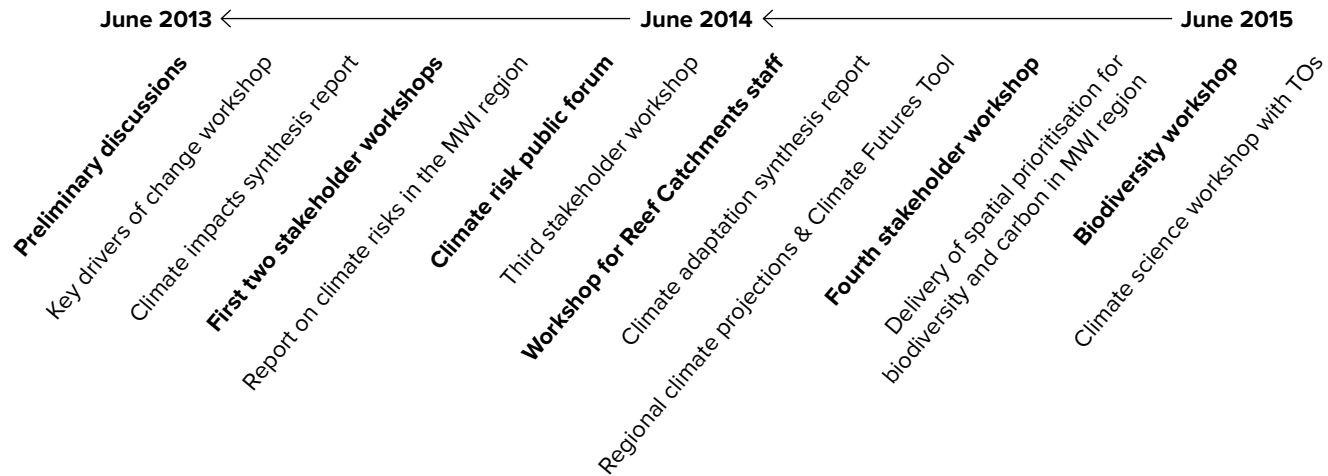 June 2013
June 2014
June 2015
Preliminary discussions
Key drivers of change workshop
Climate impacts synthesis report
First two stakeholder workshops
Report on climate risks in the MWI region
Climate risk public forum
Third stakeholder workshop
Workshop for Reef Catchments staff
Climate adaptation synthesis report
Regional climate projections & Climate Futures Tool
Fourth stakeholder workshop
Delivery of spatial prioritisation for
biodiversity and carbon in MWI region
Biodiversity workshop
Climate science workshop with TOs